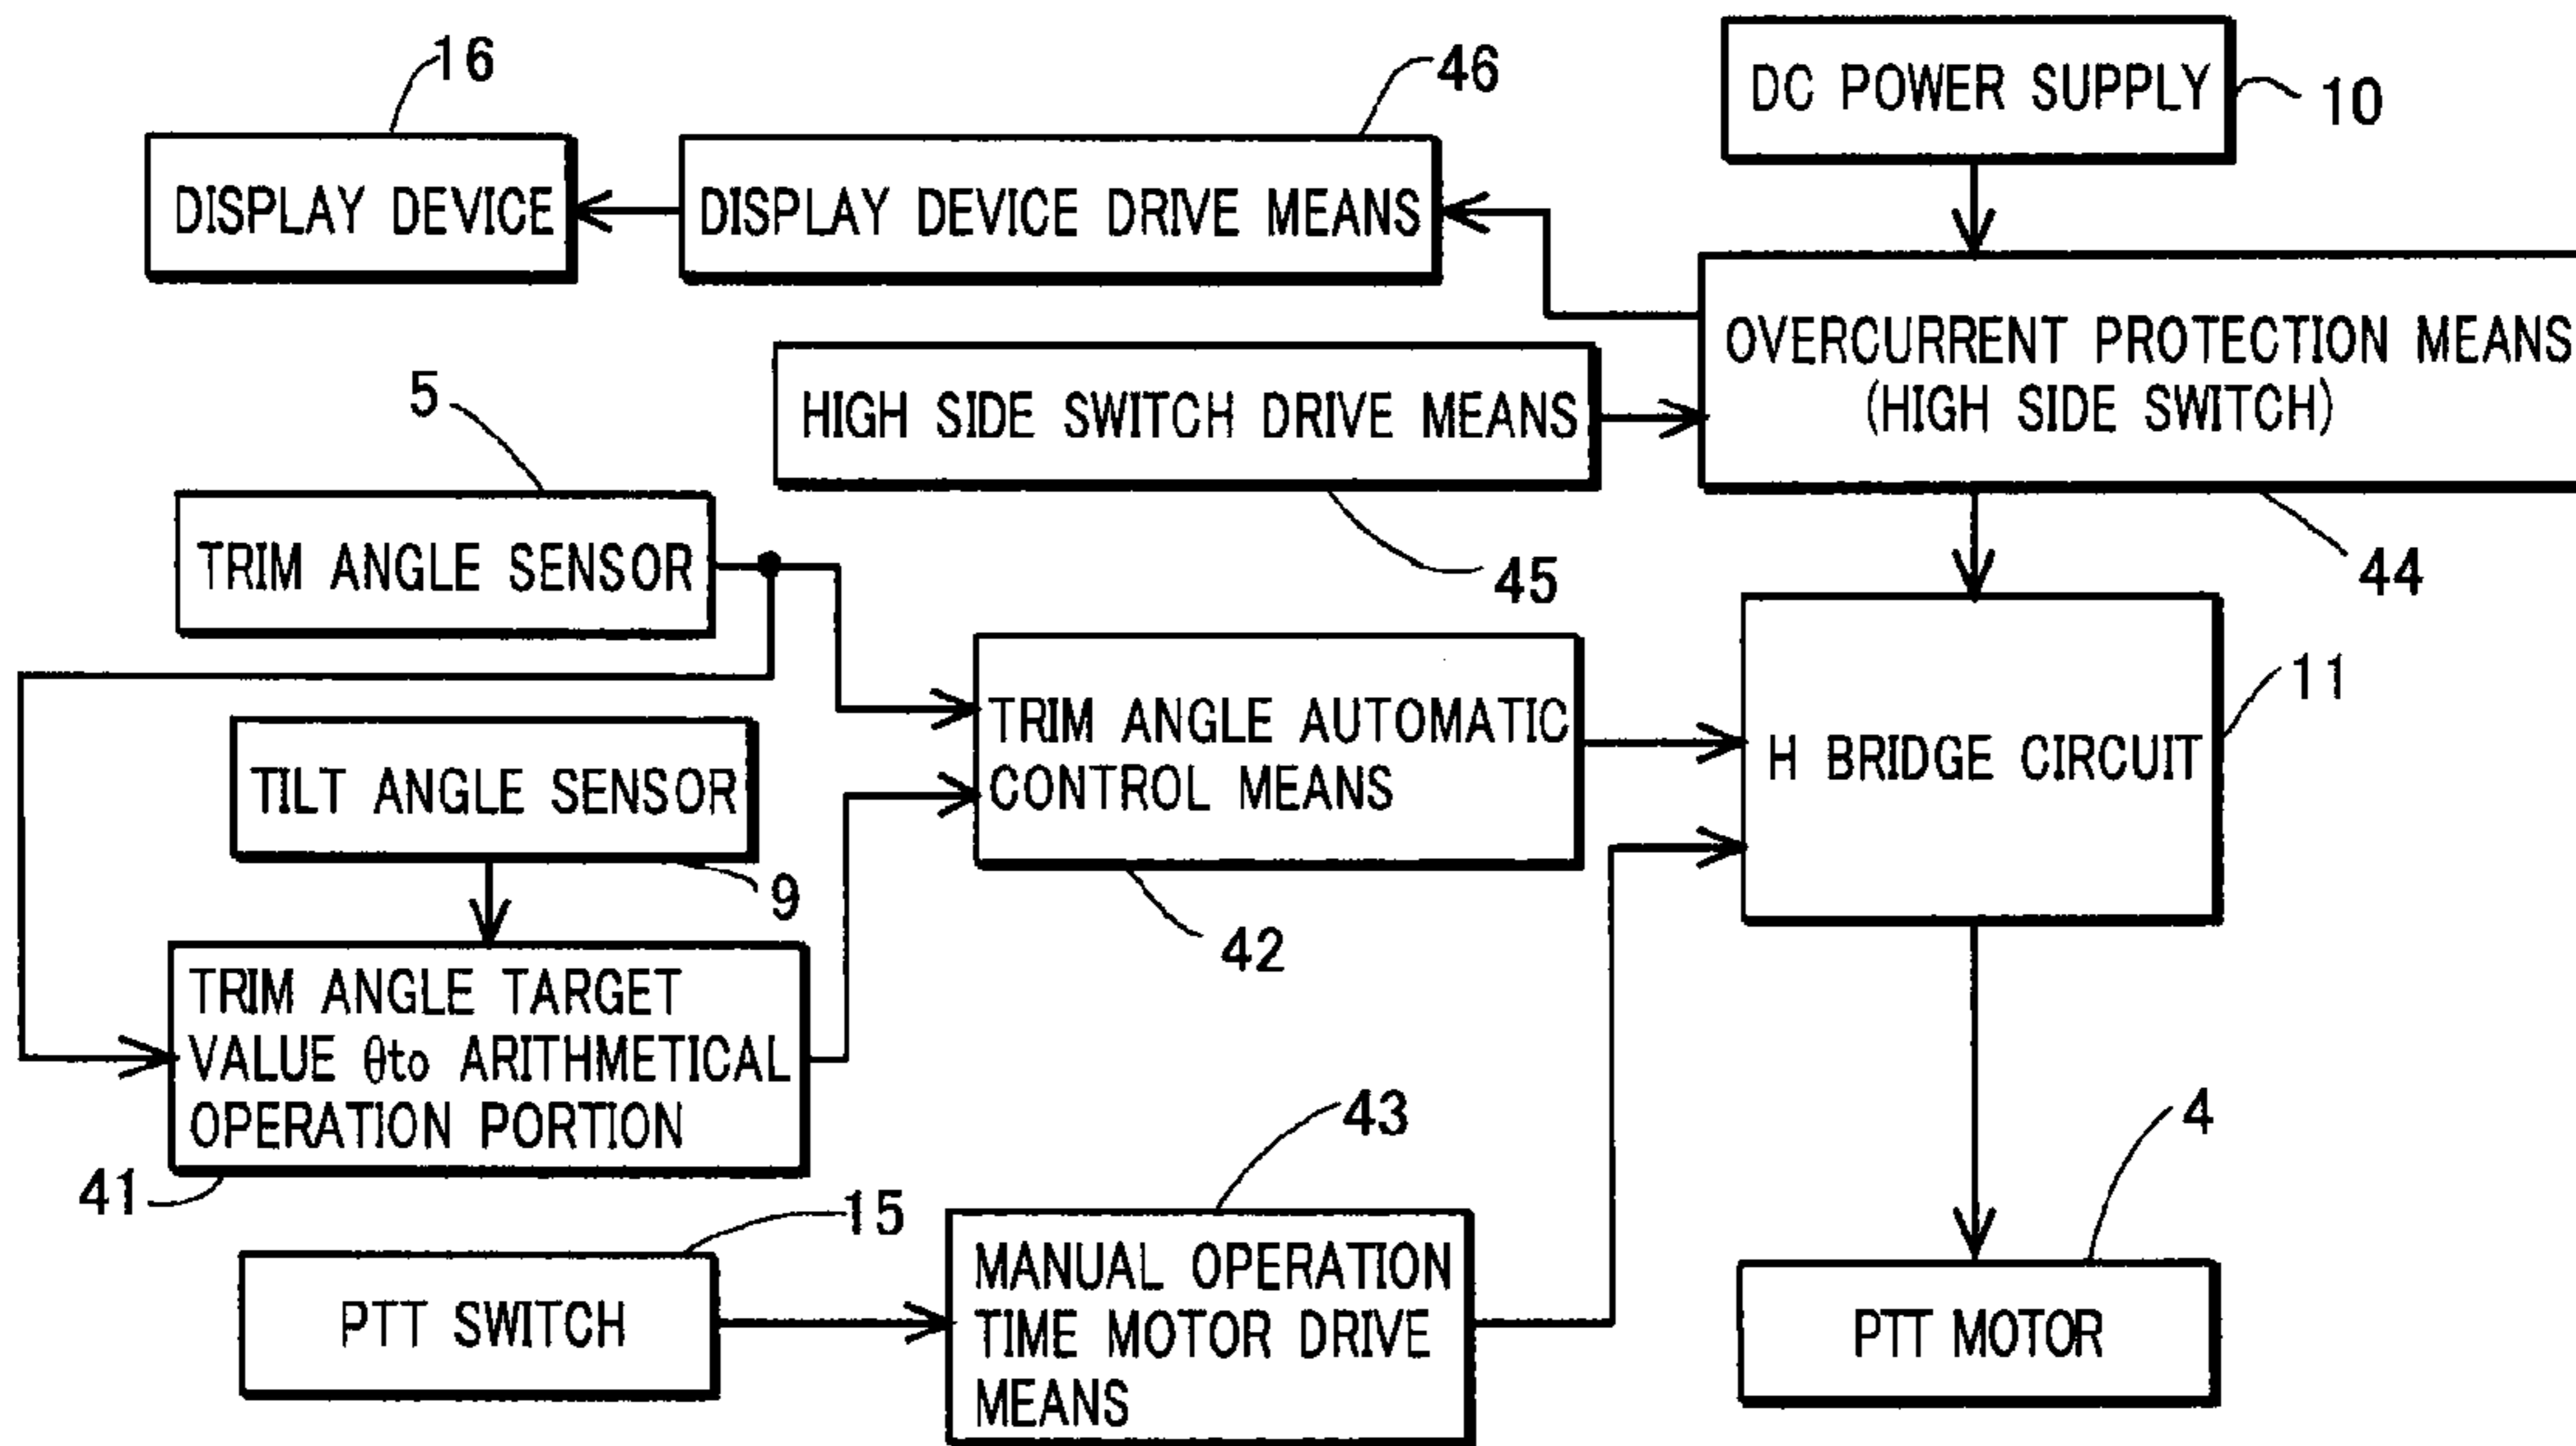 16
46
DC POWER SUPPLY
10
DISPLAY DEVICE
DISPLAY DEVICE DRIVE MEANS
OVERCURRENT PROTECTION MEANS
(HIGH SIDE SWITCH)
44
HIGH SIDE SWITCH DRIVE MEANS
45
5
TRIM ANGLE SENSOR
TILT ANGLE SENSOR
9
TRIM ANGLE AUTOMATIC
CONTROL MEANS
42
H BRIDGE CIRCUIT
11
TRIM ANGLE TARGET
VALUE θto ARITHMETICAL
OPERATION PORTION
41
15
PTT SWITCH
43
MANUAL OPERATION
TIME MOTOR DRIVE
MEANS
4
PTT MOTOR